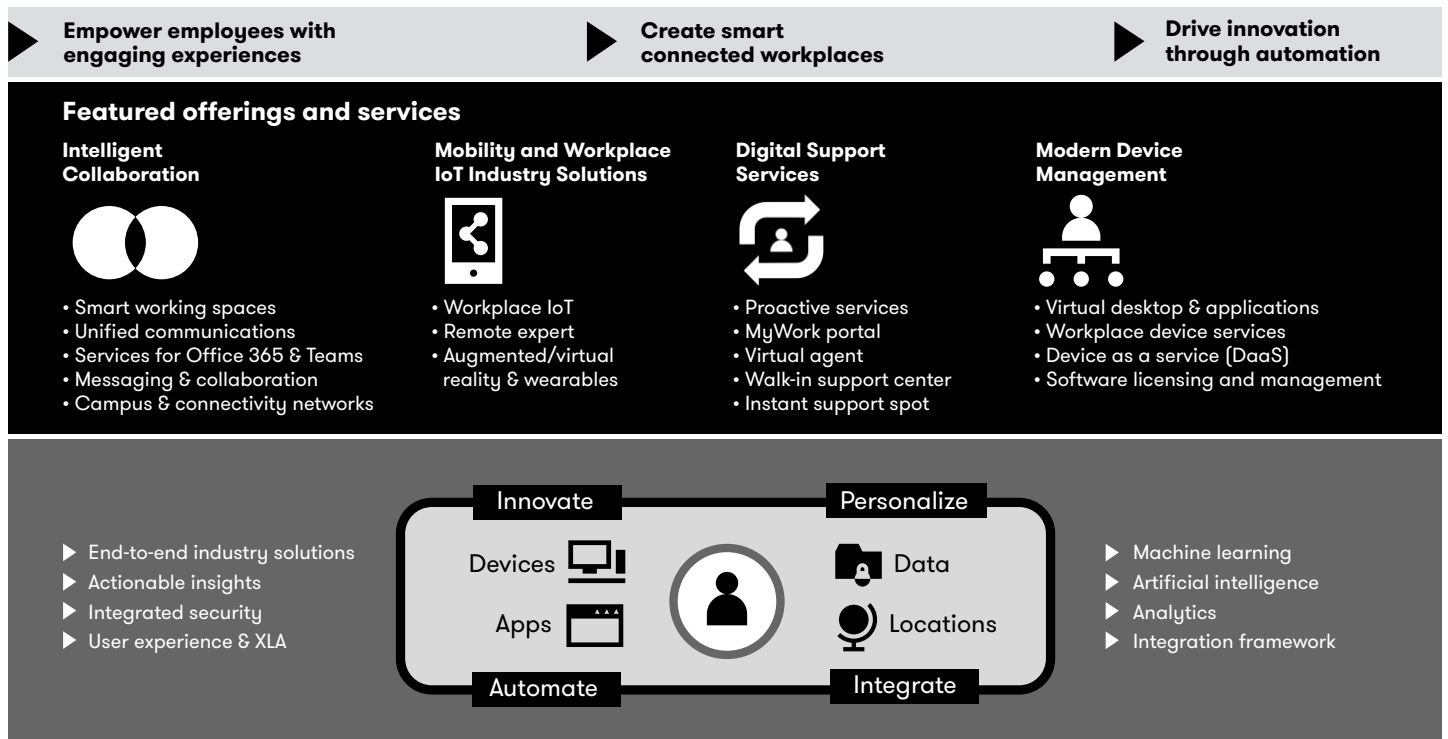 Empower employees with
engaging experiences
Create smart
connected workplaces
Drive innovation
through automation
Featured offerings and services
Intelligent
Collaboration
• Smart working spaces
• Unified communications
• Services for Office 365 & Teams
• Messaging & collaboration
• Campus & connectivity networks
Mobility and Workplace
IoT Industry Solutions
• Workplace IoT
• Remote expert
• Augmented/virtual
reality & wearables
Digital Support
Services
• Proactive services
• MyWork portal
• Virtual agent
• Walk-in support center
• Instant support spot
Modern Device
Management
• Virtual desktop & applications
• Workplace device services
• Device as a service (DaaS)
• Software licensing and management
End-to-end industry solutions
Actionable insights
Integrated security
User experience & XLA
Innovate
Personalize
Devices
Data
Apps
Locations
Automate
Integrate
Machine learning
Artificial intelligence
Analytics
Integration framework